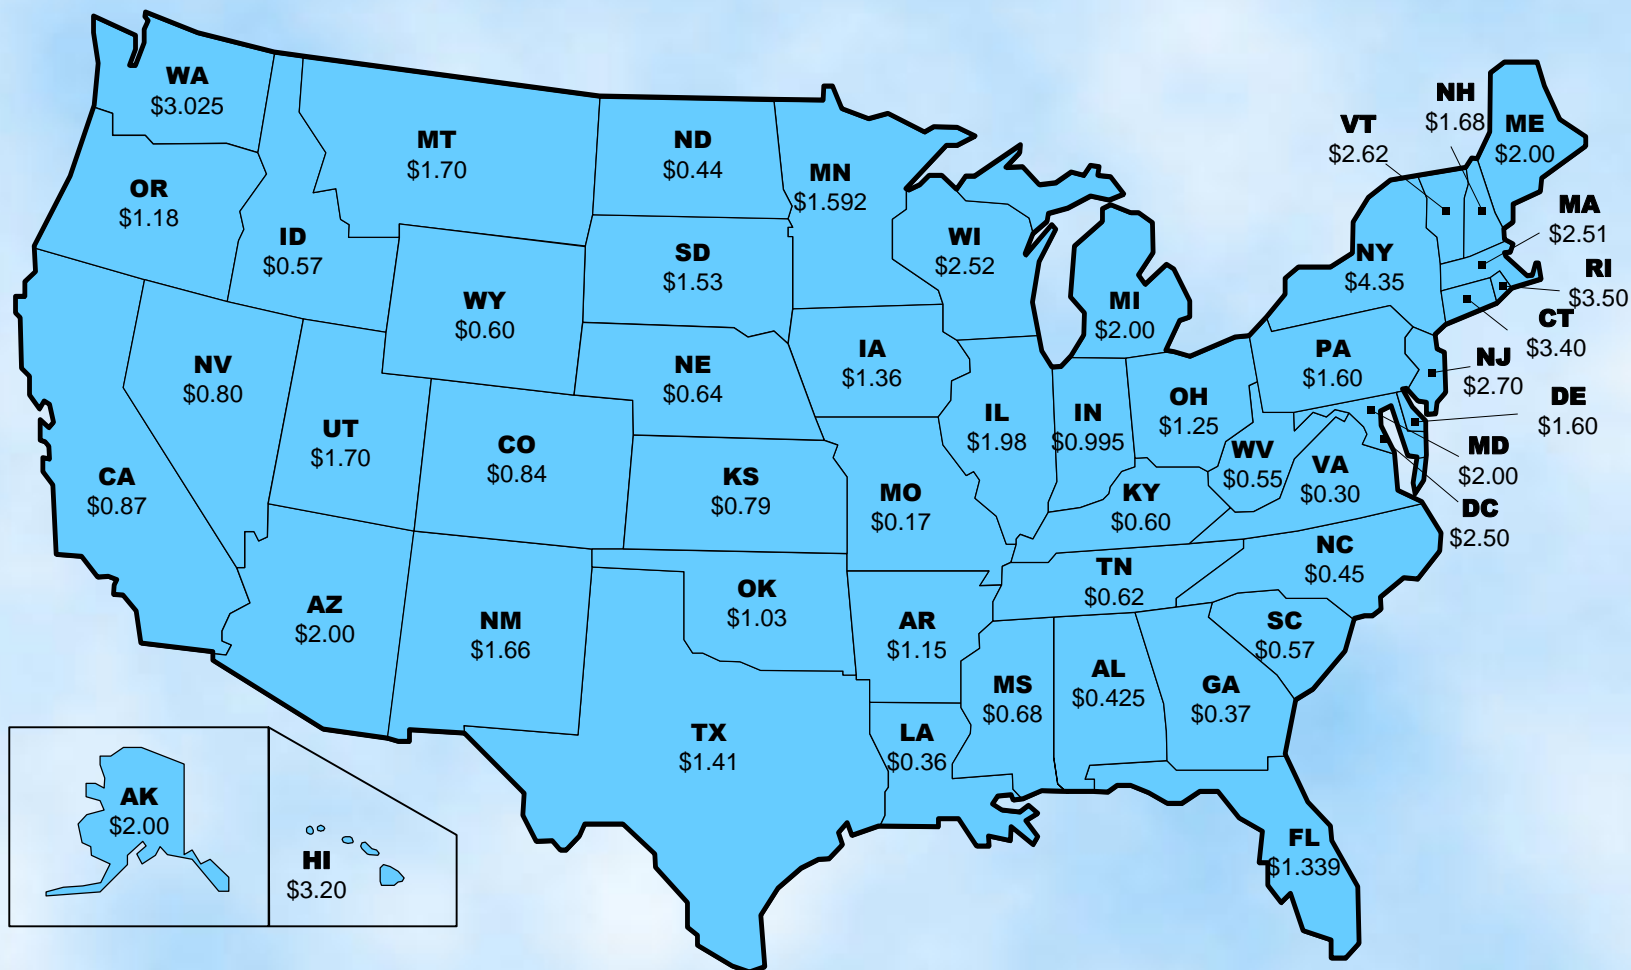 WA
$3.025
MT
$1.70
ND
$0.44
MN
$1.592
VT
$2.62
NH
$1.68
ME
$2.00
OR
$1.18
ID
$0.57
SD
$1.53
WI
$2.52
MI
$2.00
NY
$4.35
MA
$2.51
RI
$3.50
CT
$3.40
WY
$0.60
NV
$0.80
NE
$0.64
IA
$1.36
PA
$1.60
NJ
$2.70
DE
$1.60
UT
$1.70
CO
$0.84
IL
$1.98
IN
$0.995
OH
$1.25
WV
$0.55
VA
$0.30
MD
$2.00
DC
$2.50
CA
$0.87
KS
$0.79
MO
$0.17
KY
$0.60
NC
$0.45
TN
$0.62
AZ
$2.00
NM
$1.66
OK
$1.03
AR
$1.15
SC
$0.57
MS
$0.68
AL
$0.425
GA
$0.37
TX
$1.41
LA
$0.36
AK
$2.00
HI
$3.20
FL
$1.339